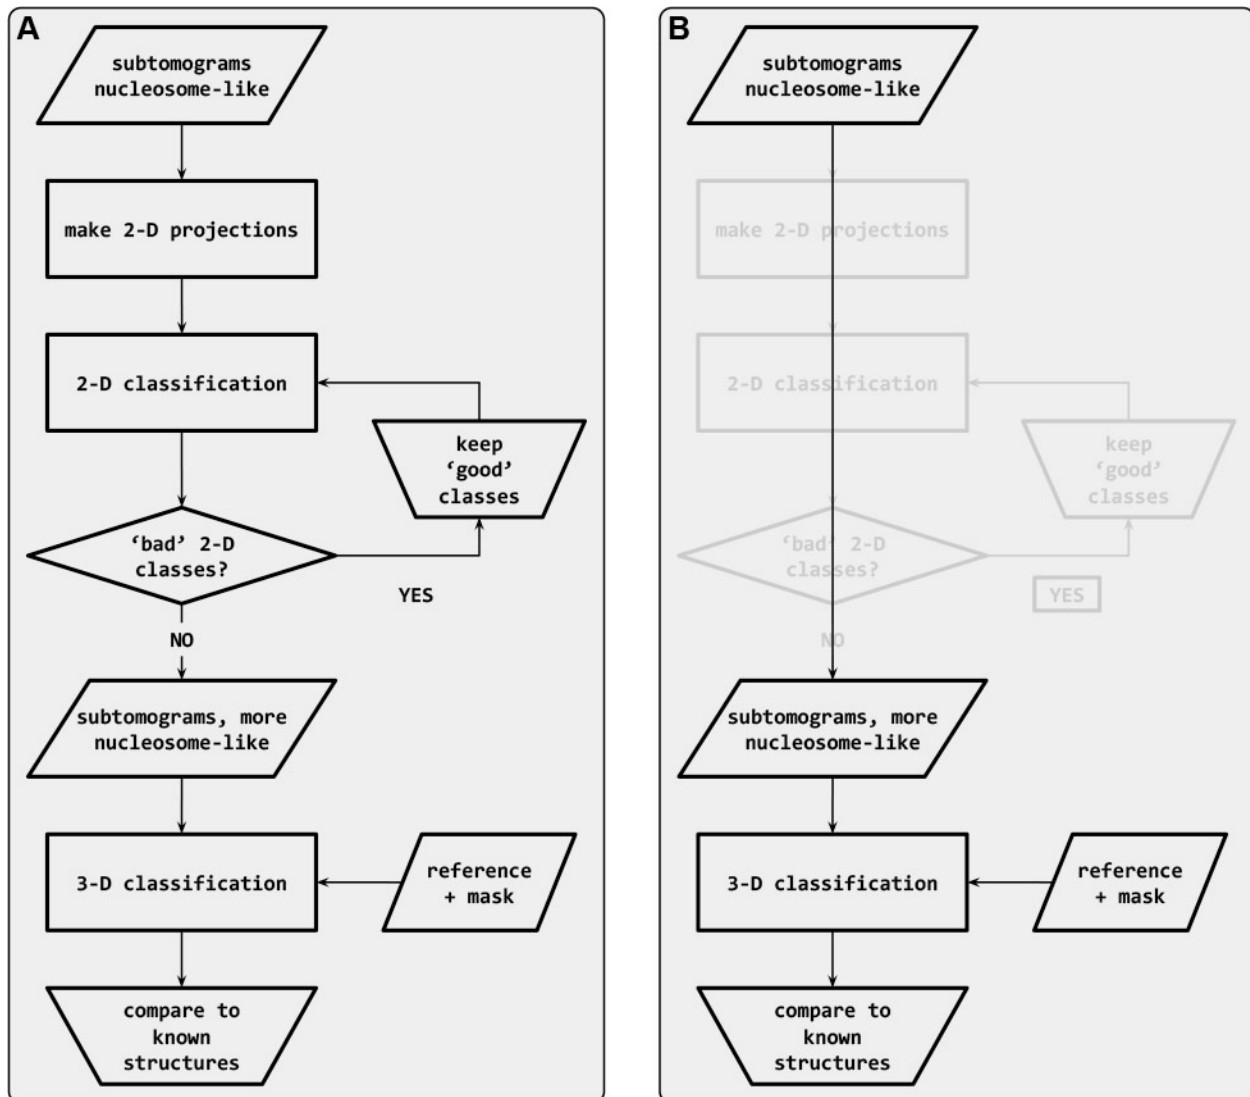 A
subtomograms
nucleosome-like
make 2-D projections
2-D classification
keep
‘good’
classes
‘bad’ 2-D
classes?
YES
NO
subtomograms, more
nucleosome-like
3-D classification
reference
+ mask
compare to
known
structures
B
subtomograms
nucleosome-like
make 2-D projections
2-D classification
keep
‘good’
classes
‘bad’ 2-D
classes?
YES
NO
subtomograms, more
nucleosome-like
3-D classification
reference
+ mask
compare to
known
structures